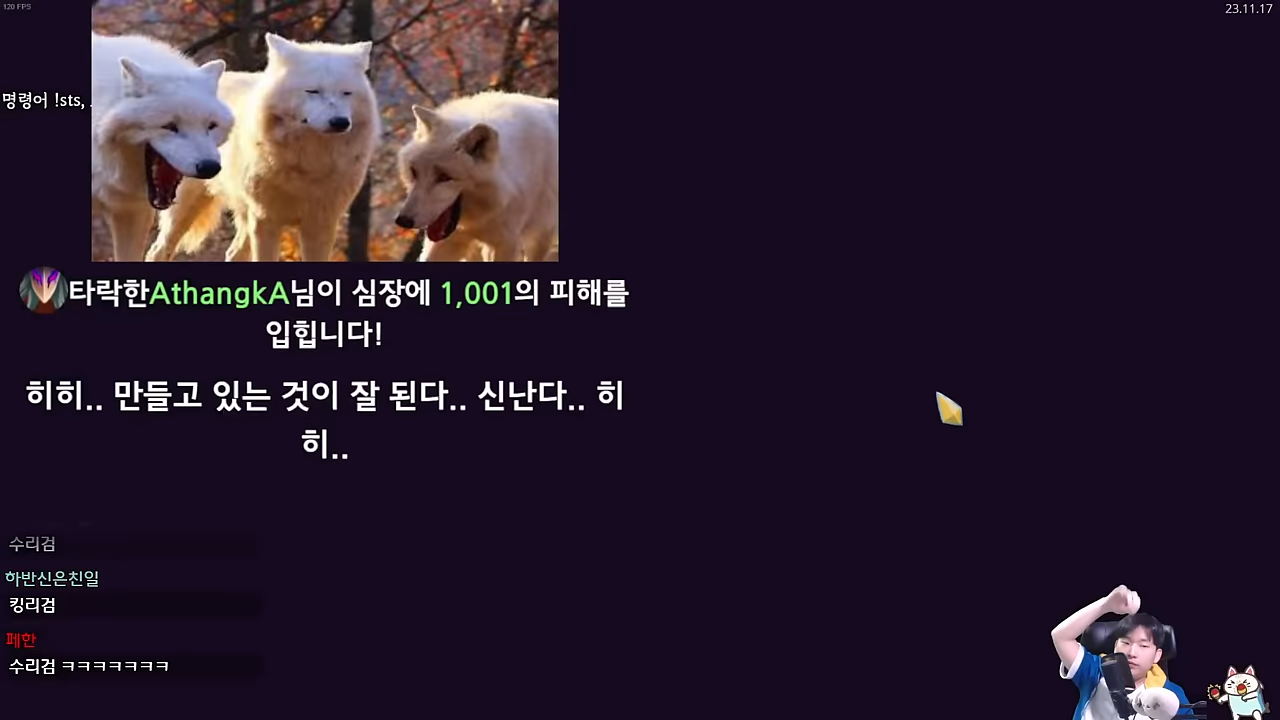 120 FPS
23.11.17
명령어 !sts, .
타락한AthangkA님이 심장에 1,001의 피해를
입힙니다!
히히.. 만들고 있는 것이 잘 된다.. 신난다.. 히
히..
수리검
하반신은친일
킹리검
페한
수리검 ㅋㅋㅋㅋㅋㅋㅋ